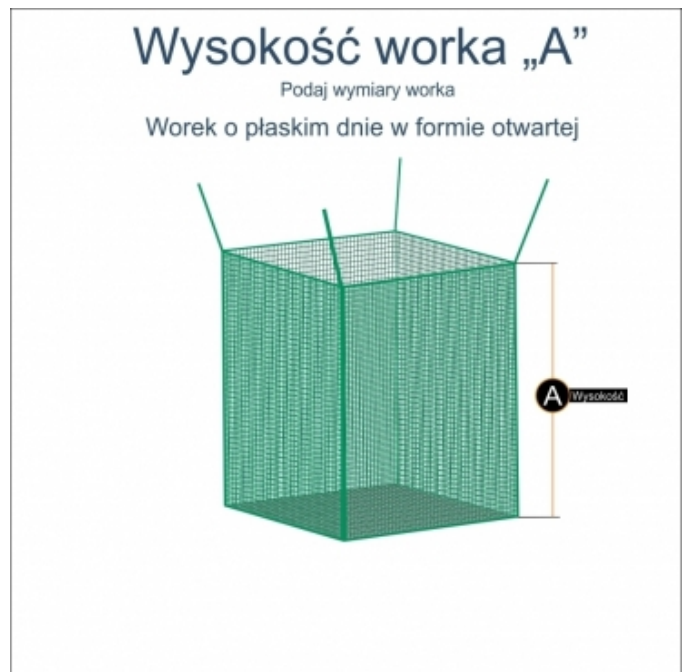 Wysokość worka „A”
Podaj wymiary worka
Worek o płaskim dnie w formie otwartej
A Wysokość